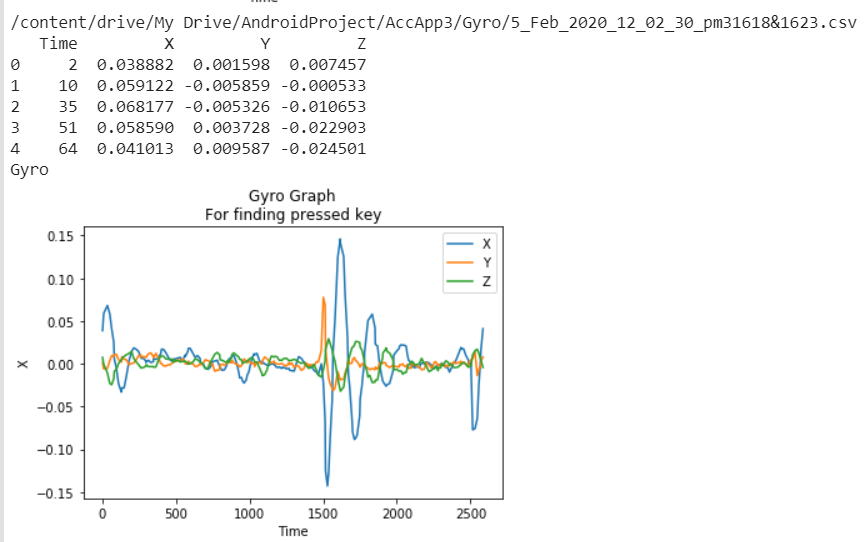 /content/drive/My Drive/AndroidProject/AccApp3/Gyro/5_Feb_2020_12_02_30_pm31618&1623.csv
Time X Y Z
0 2 0.038882 0.001598 0.007457
1 10 0.059122 -0.005859 -0.000533
2 35 0.068177 -0.005326 -0.010653
3 51 0.058590 0.003728 -0.022903
4 64 0.041013 0.009587 -0.024501
Gyro
Gyro Graph
For finding pressed key
0.15
0.10
0.05
0.00
−0.05
−0.10
−0.15
X
X
Y
Z
0 500 1000 1500 2000 2500
Time